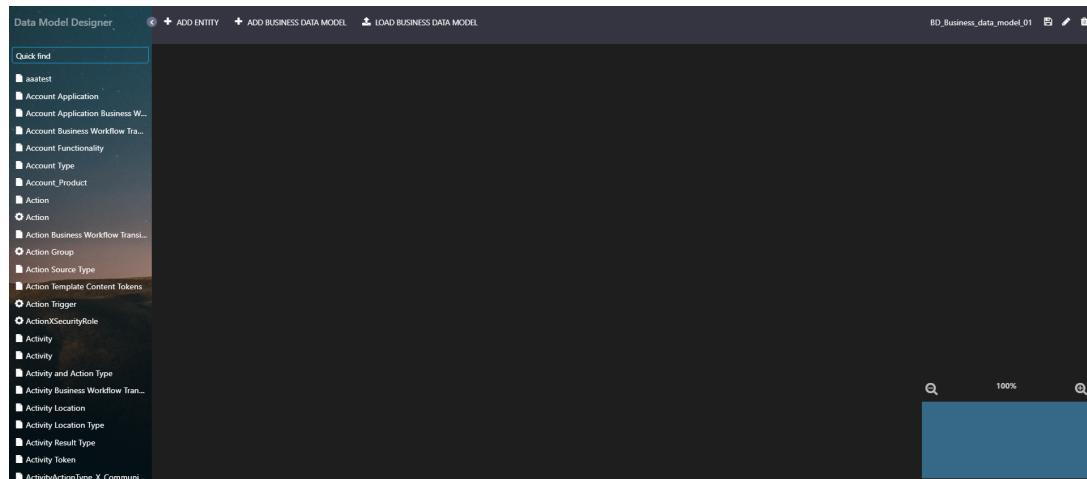 Data Model Designer
ADD ENTITY
ADD BUSINESS DATA MODEL
LOAD BUSINESS DATA MODEL
BD_Business_data_model_01
Quick find
aaatest
Account Application
Account Application Business W...
Account Business Workflow Tra...
Account Functionality
Account Type
Account_Product
Action
Action
Action Business Workflow Transi...
Action Group
Action Source Type
Action Template Content Tokens
Action Trigger
ActionXSecurityRole
Activity
Activity
Activity and Action Type
Activity Business Workflow Tran...
Activity Location
Activity Location Type
Activity Result Type
Activity Token
ActivityActionType_X_Communi...
100%